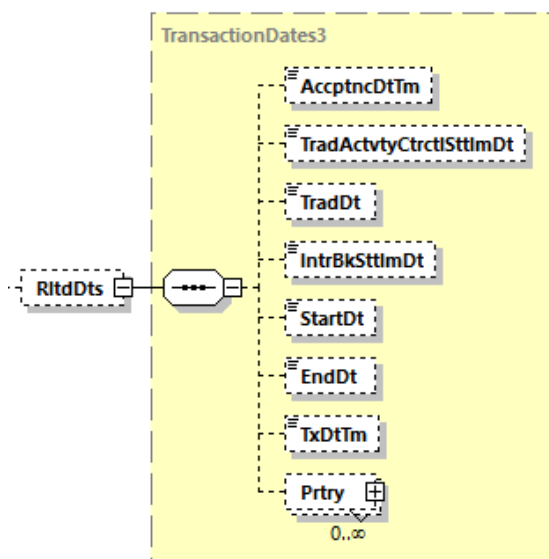 TransactionDates3
AccptncDtTm
TradActvtyCtrctlSttlmDt
TradDt
IntrBkSttlmDt
RltdDts
StartDt
EndDt
TxDtTm
Prtry
0..∞